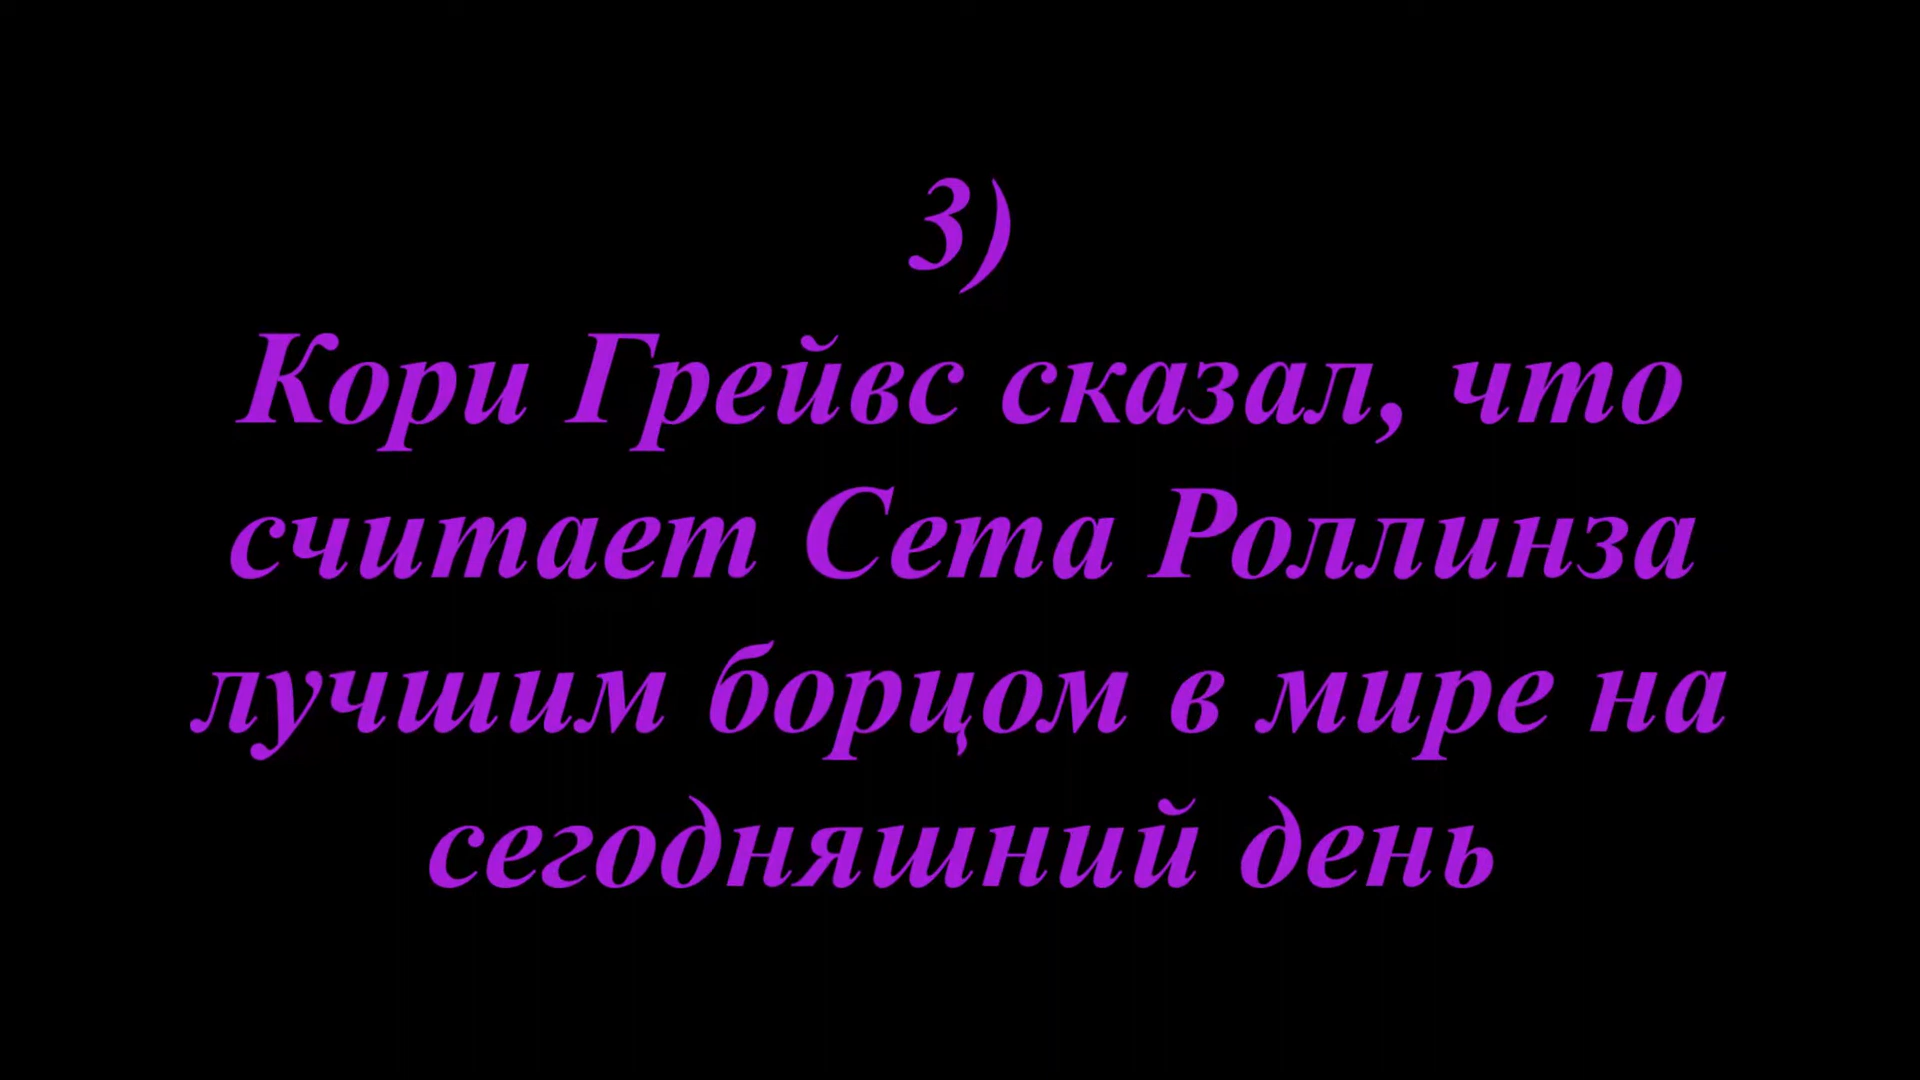 3)
Кори Грейвс сказал, что
считает Сета Роллинза
лучшим борцом в мире на
сегодняшний день